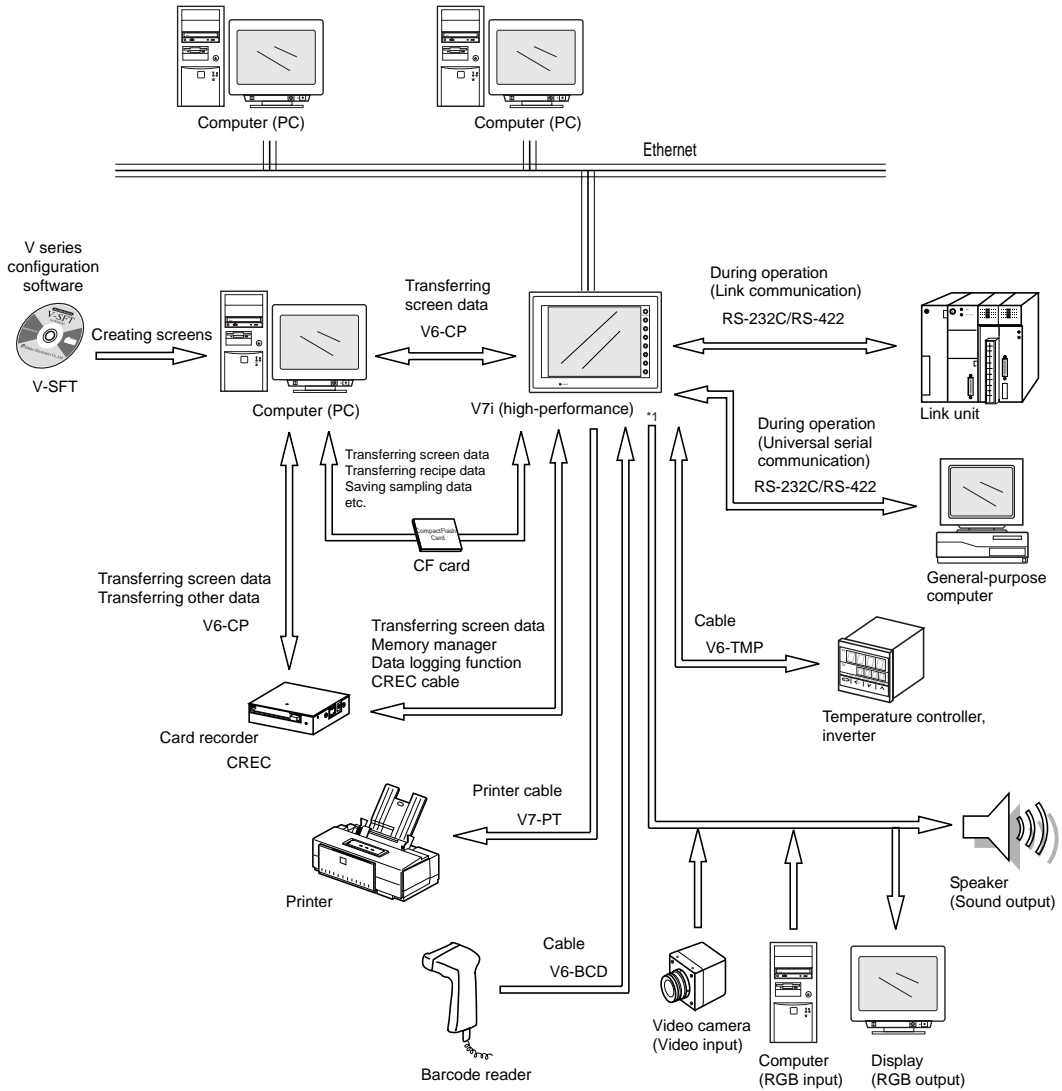 Computer (PC)
Computer (PC)
Ethernet
V series
configuration
software
V-SFT
V-SFT
Creating screens
Computer (PC)
Transferring
screen data
V6-CP
V7i (high-performance)
*1
During operation
(Link communication)
RS-232C/RS-422
Link unit
During operation
(Universal serial
communication)
RS-232C/RS-422
General-purpose
computer
Transferring screen data
Transferring recipe data
Saving sampling data
etc.
CompactFlash
Card
CF card
Transferring screen data
Transferring other data
V6-CP
Transferring screen data
Memory manager
Data logging function
CREC cable
Card recorder
CREC
Cable
V6-TMP
Temperature controller,
inverter
Printer cable
V7-PT
Printer
Speaker
(Sound output)
Cable
V6-BCD
Barcode reader
Video camera
(Video input)
Computer
(RGB input)
Display
(RGB output)